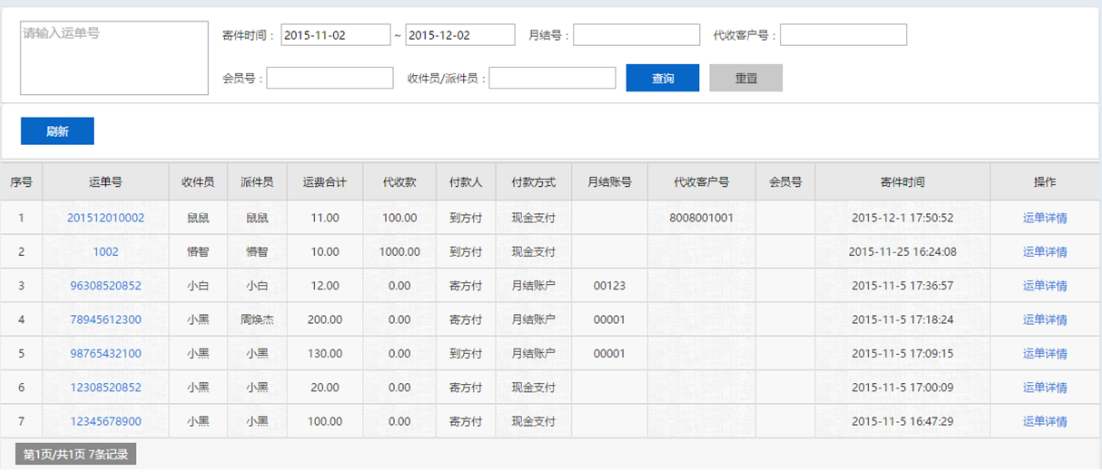 请输入运单号
寄件时间： 2015-11-02 ~ 2015-12-02 月结号： 代收客户号：
会员号： 收件员/派件员： 查询 重置
刷新
序号 运单号 收件员 派件员 运费合计 代收款 付款人 付款方式 月结账号 代收客户号 会员号 寄件时间 操作
1 201512010002 鼠鼠 鼠鼠 11.00 100.00 到方付 现金支付 8008001001 2015-12-1 17:50:52 运单详情
2 1002 懵智 懵智 10.00 1000.00 到方付 现金支付 2015-11-25 16:24:08 运单详情
3 96308520852 小白 小白 12.00 0.00 寄方付 月结账户 00123 2015-11-5 17:36:57 运单详情
4 78945612300 小黑 周焕杰 200.00 0.00 寄方付 月结账户 00001 2015-11-5 17:18:24 运单详情
5 98765432100 小黑 小黑 130.00 0.00 到方付 月结账户 00001 2015-11-5 17:09:15 运单详情
6 12308520852 小黑 小黑 20.00 0.00 寄方付 现金支付 2015-11-5 17:00:09 运单详情
7 12345678900 小黑 小黑 100.00 0.00 寄方付 现金支付 2015-11-5 16:47:29 运单详情
第1页/共1页 7条记录